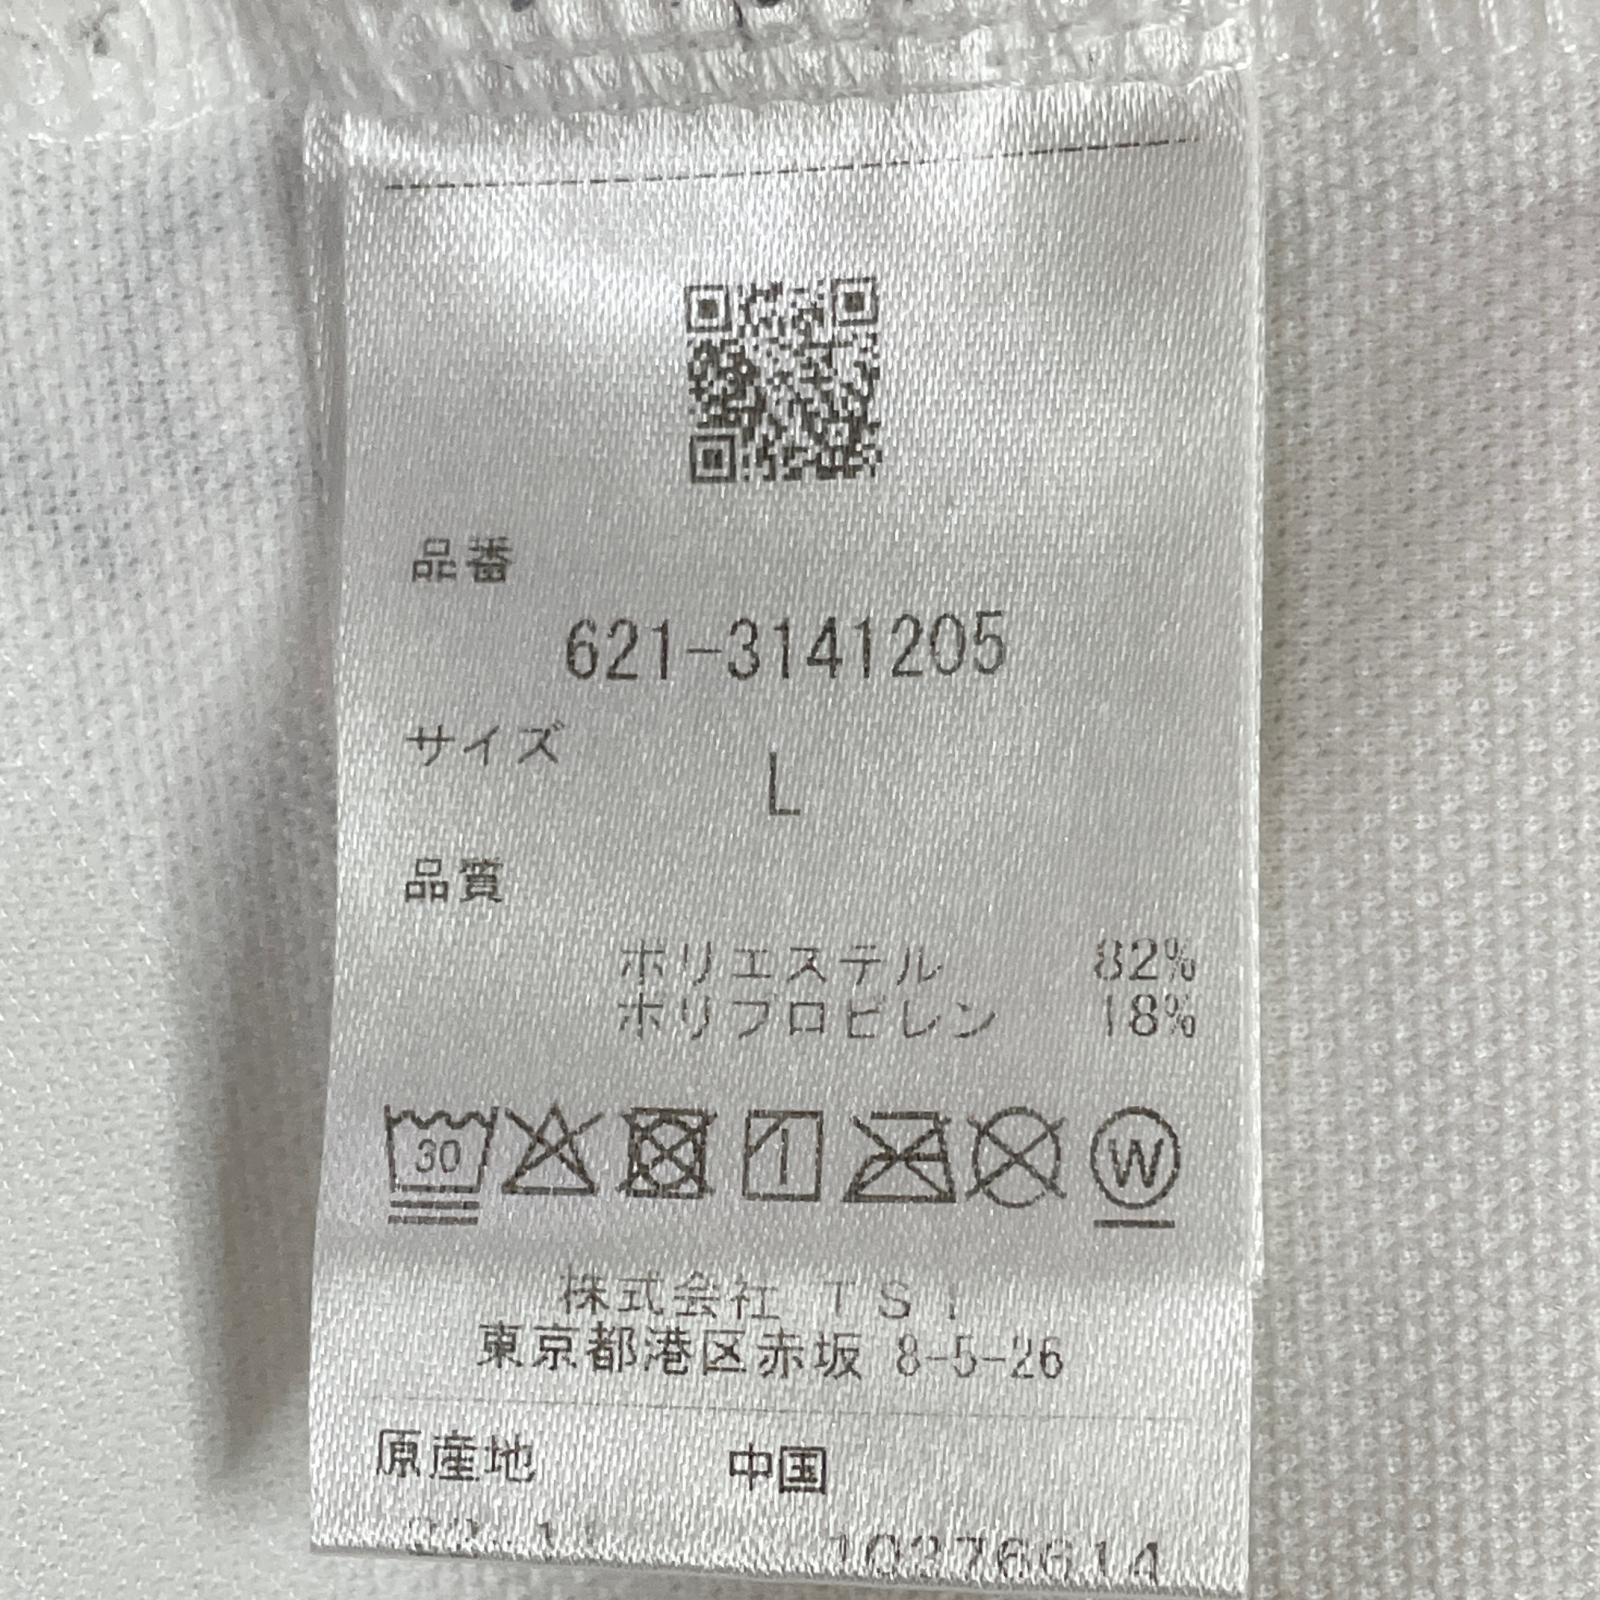 品番
621-3141205
サイズ
L
品質
ポリエステル 82%
ポリプロピレン 18%
30
W
株式会社 TSI
東京都港区赤坂 8-5-26
原産地 中国
10276614